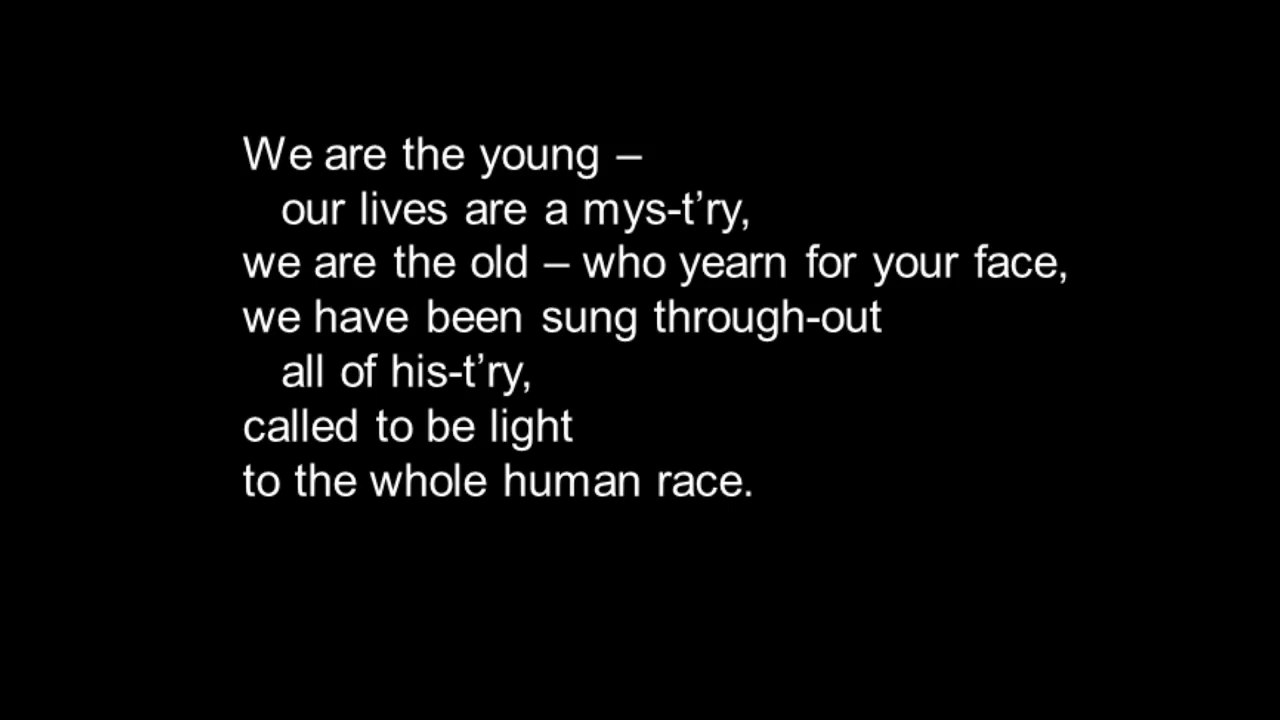 We are the young –
our lives are a mys-t’ry,
we are the old – who yearn for your face,
we have been sung through-out
all of his-t’ry,
called to be light
to the whole human race.